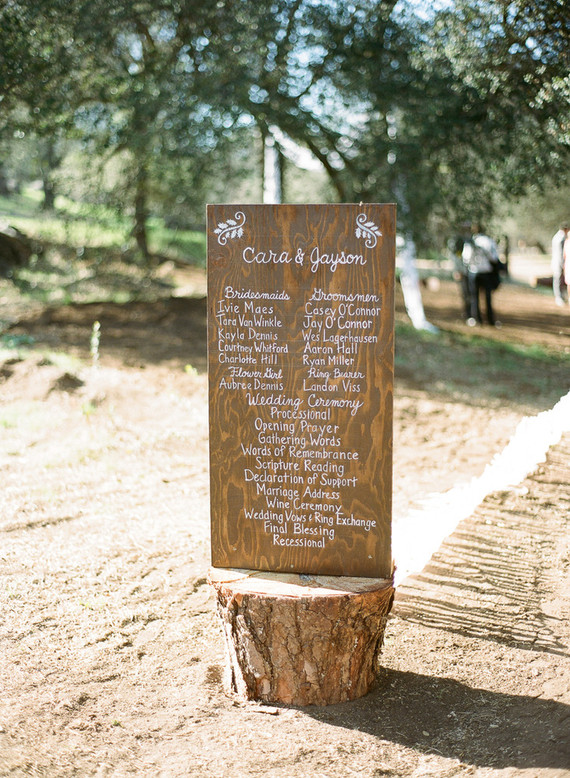 Cara & Jayson
Bridesmaids Groomsmen
Ivie Maes Casey O'Connor
Tara VanWinkle Jay O'Connor
Kayla Dennis Wes Lagerhausen
Courtney Whitford Aaron Hall
Charlotte Hill Ryan Miller
Flower Girl Ring Bearer
Aubree Dennis Landon Viss
Wedding Ceremony
Processional
Opening Prayer
Gathering Words
Words of Remembrance
Scripture Reading
Declaration of Support
Marriage Address
Wine Ceremony
Wedding Vows & Ring Exchange
Final Blessing
Recessional